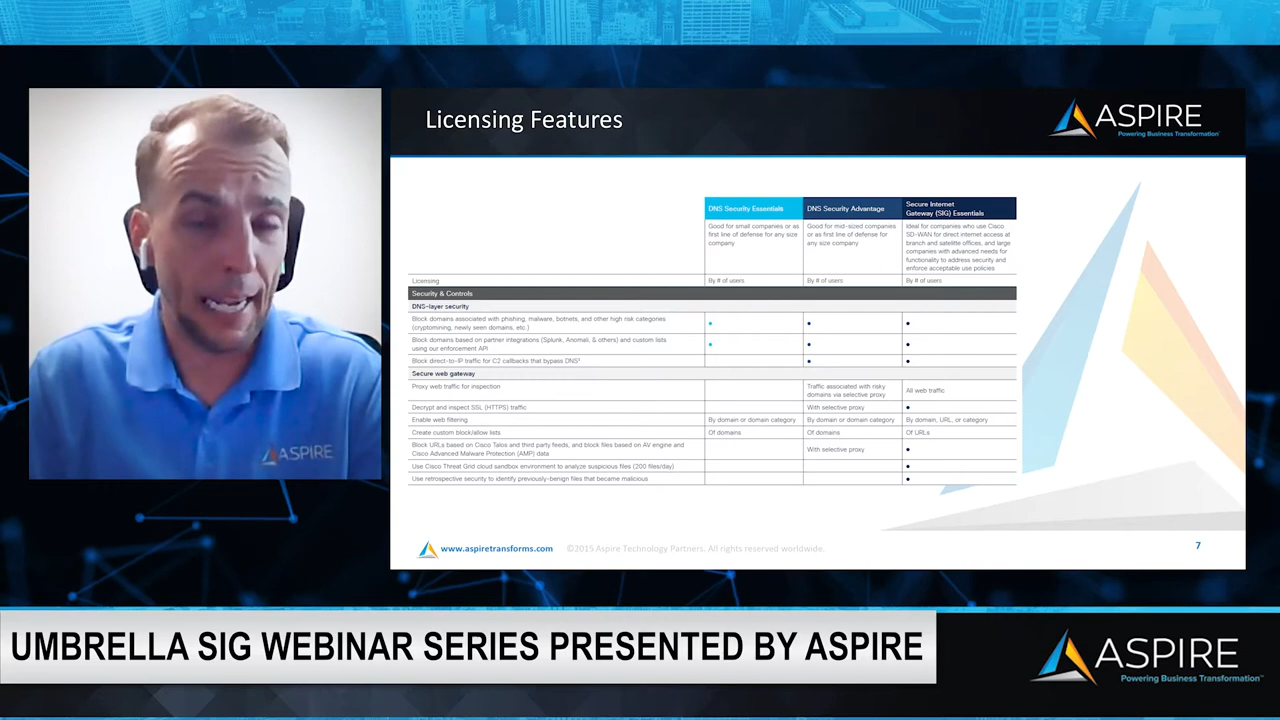 Licensing Features
ASPIRE
Powering Business Transformation™
DNS Security Essentials
DNS Security Advantage
Secure Internet
Gateway (SIG) Essentials
Good for small companies or as
first line of defense for any size
company
Good for mid-sized companies
or as first line of defense for
any size company
Ideal for companies who use Cisco
SD-WAN for direct internet access at
branch and satellite offices, and large
companies with advanced needs for
functionality to address security and
enforce acceptable use policies
Licensing
By # of users
By # of users
By # of users
Security & Controls
DNS-layer security
Block domains associated with phishing, malware, botnets, and other high risk categories
(cryptomining, newly seen domains, etc.)
• • •
Block domains based on partner integrations (Splunk, Anomali, & others) and custom lists
using our enforcement API
• • •
Block direct-to-IP traffic for C2 callbacks that bypass DNS²
• •
Secure web gateway
Proxy web traffic for inspection
Traffic associated with risky
domains via selective proxy
All web traffic
Decrypt and inspect SSL (HTTPS) traffic
With selective proxy
•
Enable web filtering
By domain or domain category
By domain or domain category
By domain, URL, or category
Create custom block/allow lists
Of domains
Of domains
Of URLs
Block URLs based on Cisco Talos and third party feeds, and block files based on AV engine and
Cisco Advanced Malware Protection (AMP) data
With selective proxy
•
Use Cisco Threat Grid cloud sandbox environment to analyze suspicious files (200 files/day)
•
Use retrospective security to identify previously-benign files that became malicious
•
ASPIRE
www.aspiretransforms.com
©2015 Aspire Technology Partners. All rights reserved worldwide.
7
UMBRELLA SIG WEBINAR SERIES PRESENTED BY ASPIRE
ASPIRE
Powering Business Transformation™